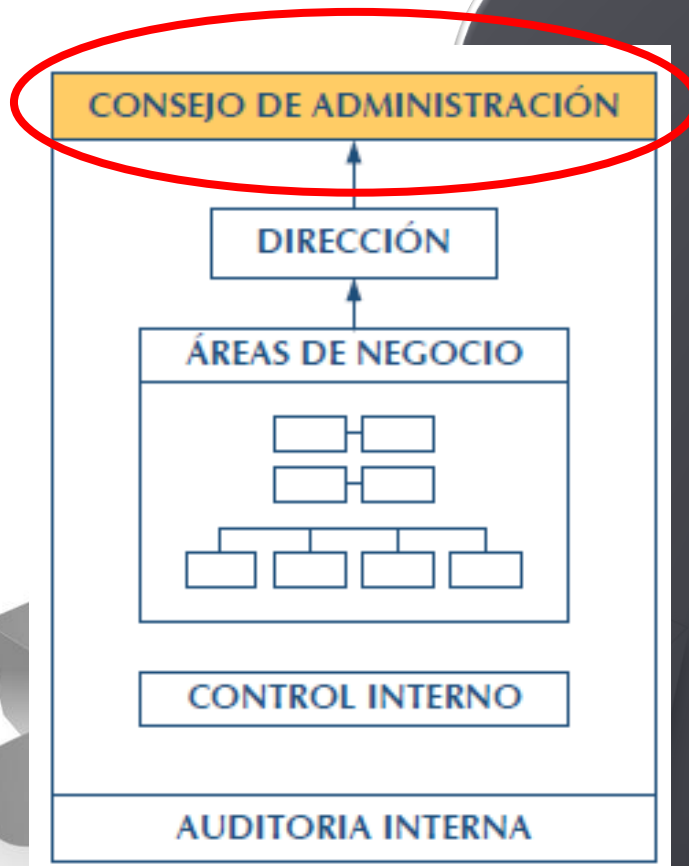 CONSEJO DE ADMINISTRACIÓN
DIRECCIÓN
ÁREAS DE NEGOCIO
CONTROL INTERNO
AUDITORIA INTERNA